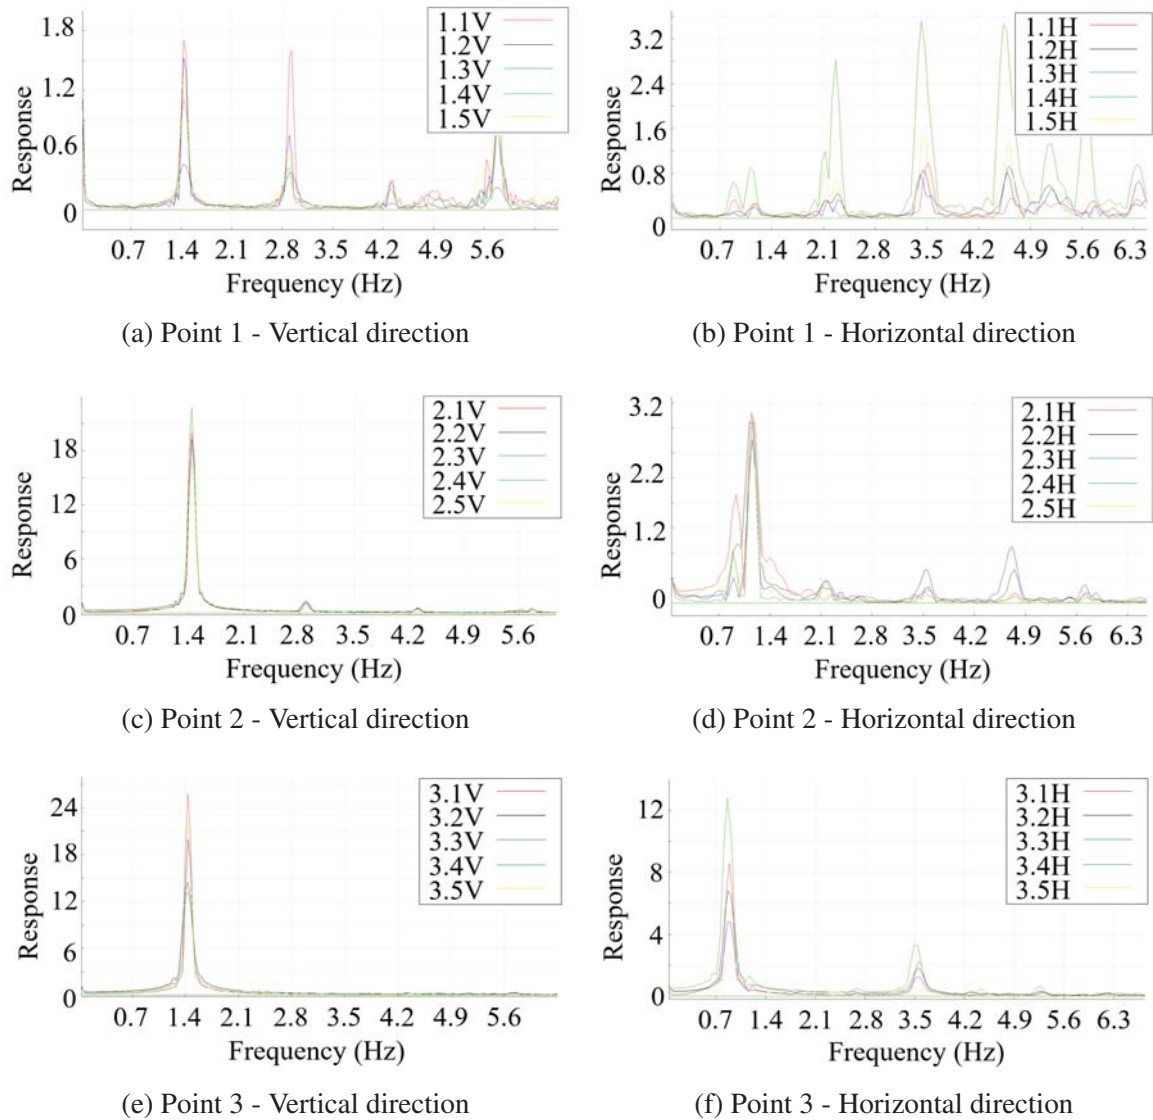 1.8
1.2
0.6
0
Response
1.1V
1.2V
1.3V
1.4V
1.5V
0.7 1.4 2.1 2.8 3.5 4.2 4.9 5.6
Frequency (Hz)
(a) Point 1 - Vertical direction
3.2
2.4
1.6
0.8
0
Response
1.1H
1.2H
1.3H
1.4H
1.5H
0.7 1.4 2.1 2.8 3.5 4.2 4.9 5.6 6.3
Frequency (Hz)
(b) Point 1 - Horizontal direction
18
12
6
0
Response
2.1V
2.2V
2.3V
2.4V
2.5V
0.7 1.4 2.1 2.8 3.5 4.2 4.9 5.6
Frequency (Hz)
(c) Point 2 - Vertical direction
3.2
2.2
1.2
0
Response
2.1H
2.2H
2.3H
2.4H
2.5H
0.7 1.4 2.1 2.8 3.5 4.2 4.9 5.6 6.3
Frequency (Hz)
(d) Point 2 - Horizontal direction
24
18
12
6
0
Response
3.1V
3.2V
3.3V
3.4V
3.5V
0.7 1.4 2.1 2.8 3.5 4.2 4.9 5.6
Frequency (Hz)
(e) Point 3 - Vertical direction
12
8
4
0
Response
3.1H
3.2H
3.3H
3.4H
3.5H
0.7 1.4 2.1 2.8 3.5 4.2 4.9 5.6 6.3
Frequency (Hz)
(f) Point 3 - Horizontal direction